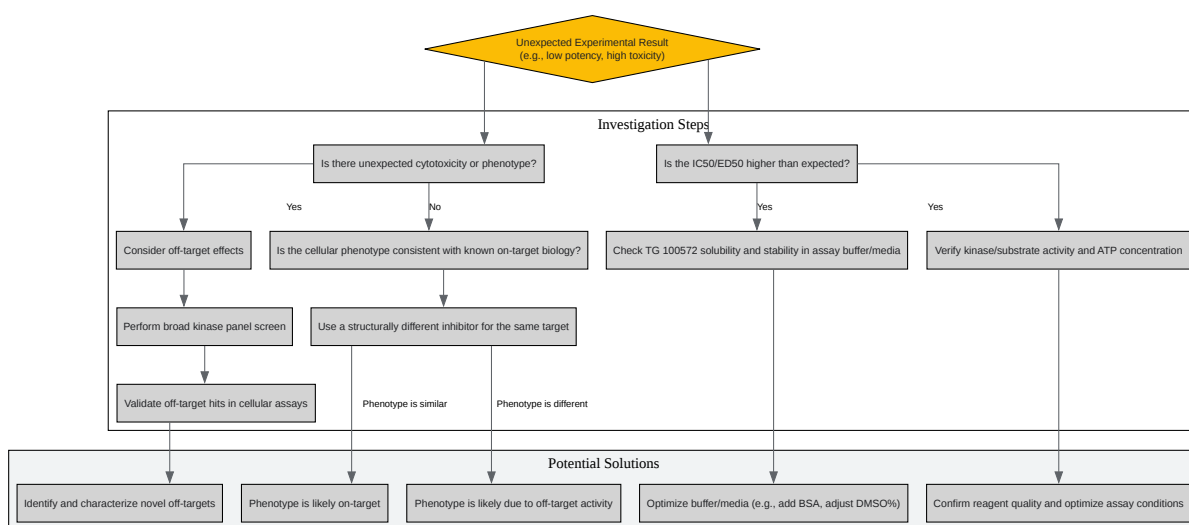 Unexpected Experimental Result
(e.g., low potency, high toxicity)
Investigation Steps
Is there unexpected cytotoxicity or phenotype?
Is the IC50/ED50 higher than expected?
Yes
No
Yes
Yes
Consider off-target effects
Is the cellular phenotype consistent with known on-target biology?
Check TG 100572 solubility and stability in assay buffer/media
Verify kinase/substrate activity and ATP concentration
Perform broad kinase panel screen
Use a structurally different inhibitor for the same target
Validate off-target hits in cellular assays
Phenotype is similar
Phenotype is different
Potential Solutions
Identify and characterize novel off-targets
Phenotype is likely on-target
Phenotype is likely due to off-target activity
Optimize buffer/media (e.g., add BSA, adjust DMSO%)
Confirm reagent quality and optimize assay conditions